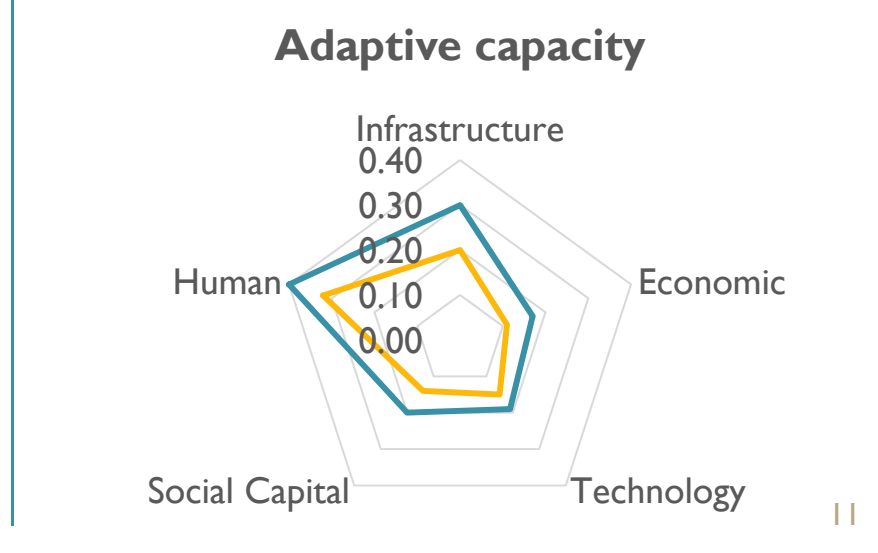 Adaptive capacity
Infrastructure
0.40
0.30
0.20
Human
Economic
0.10
0.00
Social Capital
Technology
11